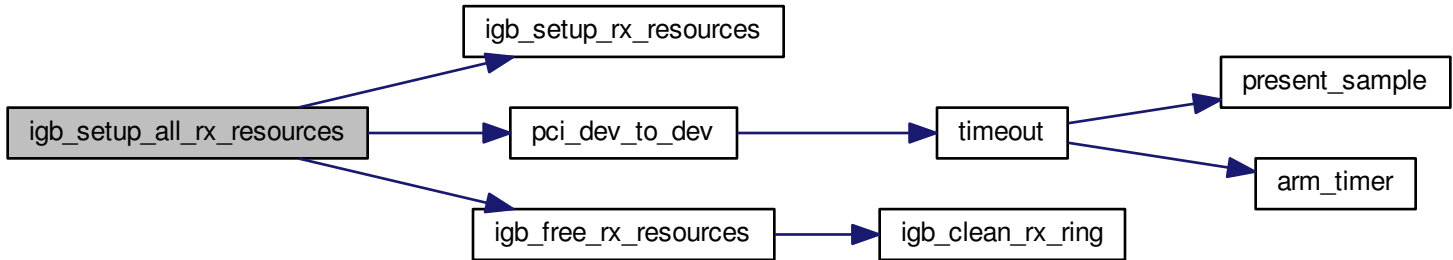 igb_setup_all_rx_resources
igb_setup_rx_resources
pci_dev_to_dev
igb_free_rx_resources
timeout
igb_clean_rx_ring
present_sample
arm_timer